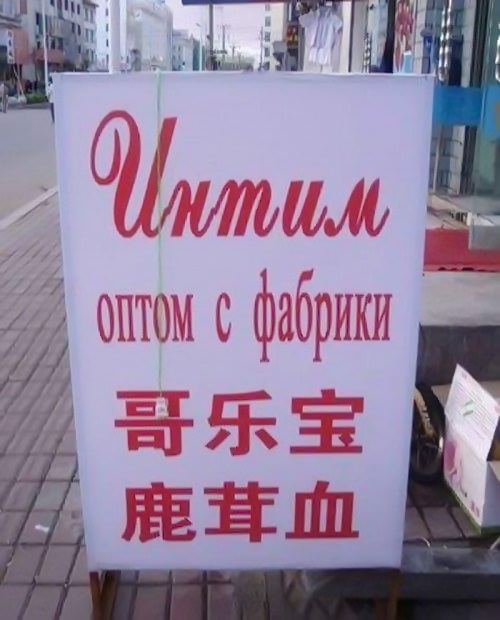 Интим
оптом с фабрики
哥乐宝
鹿茸血